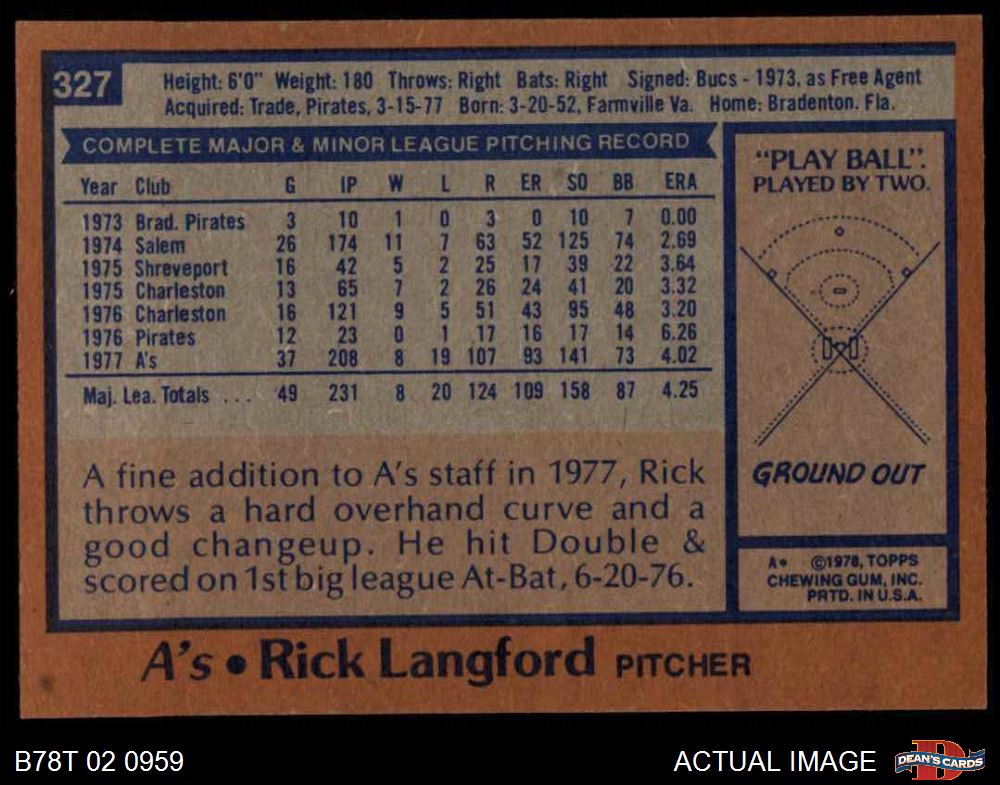 327
Height: 6'0" Weight: 180 Throws: Right Bats: Right Signed: Bucs - 1973, as Free Agent
Acquired: Trade, Pirates, 3-15-77 Born: 3-20-52, Farmville Va. Home: Bradenton. Fla.
COMPLETE MAJOR & MINOR LEAGUE PITCHING RECORD
Year Club G IP W L R ER SO BB ERA
1973 Brad. Pirates 3 10 1 0 3 0 10 7 0.00
1974 Salem 26 174 11 7 63 52 125 74 2.69
1975 Shreveport 16 42 5 2 25 17 39 22 3.64
1975 Charleston 13 65 7 2 26 24 41 20 3.32
1976 Charleston 16 121 9 5 51 43 95 48 3.20
1976 Pirates 12 23 0 1 17 16 17 14 6.26
1977 A's 37 208 8 19 107 93 141 73 4.02
Maj. Lea. Totals ... 49 231 8 20 124 109 158 87 4.25
A fine addition to A's staff in 1977, Rick
throws a hard overhand curve and a
good changeup. He hit Double &
scored on 1st big league At-Bat, 6-20-76.
"PLAY BALL".
PLAYED BY TWO.
GROUND OUT
A* ©1978, TOPPS
CHEWING GUM, INC.
PRTD. IN U.S.A.
A's • Rick Langford PITCHER
B78T 02 0959
ACTUAL IMAGE
D
DEAN'S CARDS